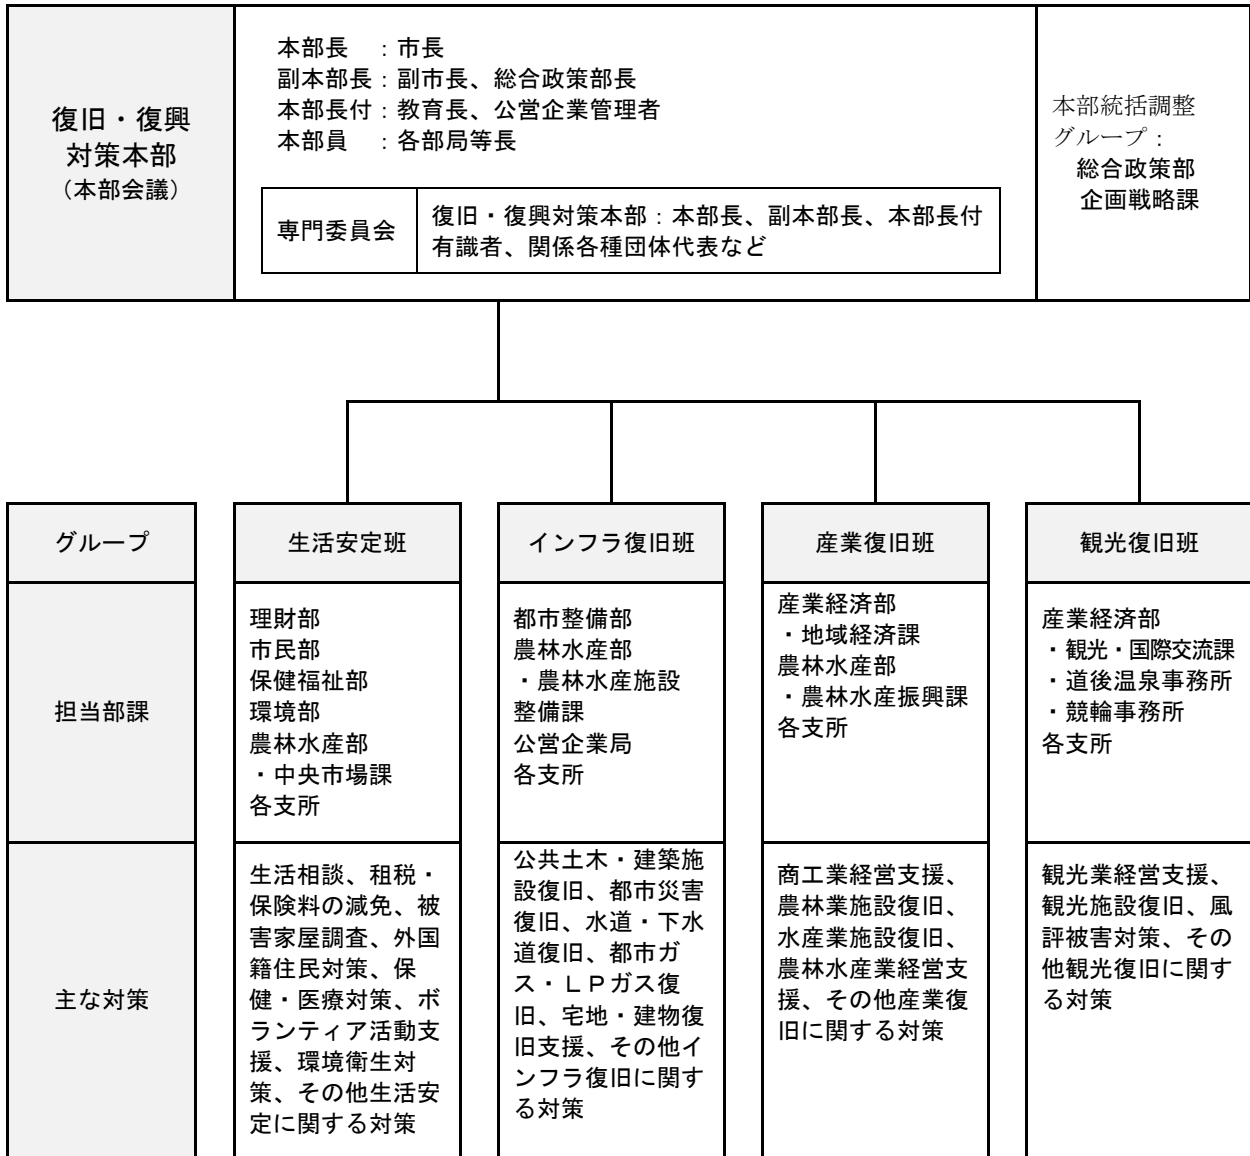 復旧・復興
対策本部
（本部会議）
本部長　：市長
副本部長：副市長、総合政策部長
本部長付：教育長、公営企業管理者
本部員　：各部局等長
専門委員会
復旧・復興対策本部：本部長、副本部長、本部長付
有識者、関係各種団体代表など
本部統括調整
グループ：
総合政策部
企画戦略課
グループ
生活安定班
インフラ復旧班
産業復旧班
観光復旧班
担当部課
理財部
市民部
保健福祉部
環境部
農林水産部
・中央市場課
各支所
都市整備部
農林水産部
・農林水産施設
整備課
公営企業局
各支所
産業経済部
・地域経済課
農林水産部
・農林水産振興課
各支所
産業経済部
・観光・国際交流課
・道後温泉事務所
・競輪事務所
各支所
主な対策
生活相談、租税・
保険料の減免、被
害家屋調査、外国
籍住民対策、保
健・医療対策、ボ
ランティア活動支
援、環境衛生対
策、その他生活安
定に関する対策
公共土木・建築施
設復旧、都市災害
復旧、水道・下水
道復旧、都市ガ
ス・ＬＰガス復
旧、宅地・建物復
旧支援、その他イ
ンフラ復旧に関す
る対策
商工業経営支援、
農林業施設復旧、
水産業施設復旧、
農林水産業経営支
援、その他産業復
旧に関する対策
観光業経営支援、
観光施設復旧、風
評被害対策、その
他観光復旧に関す
る対策